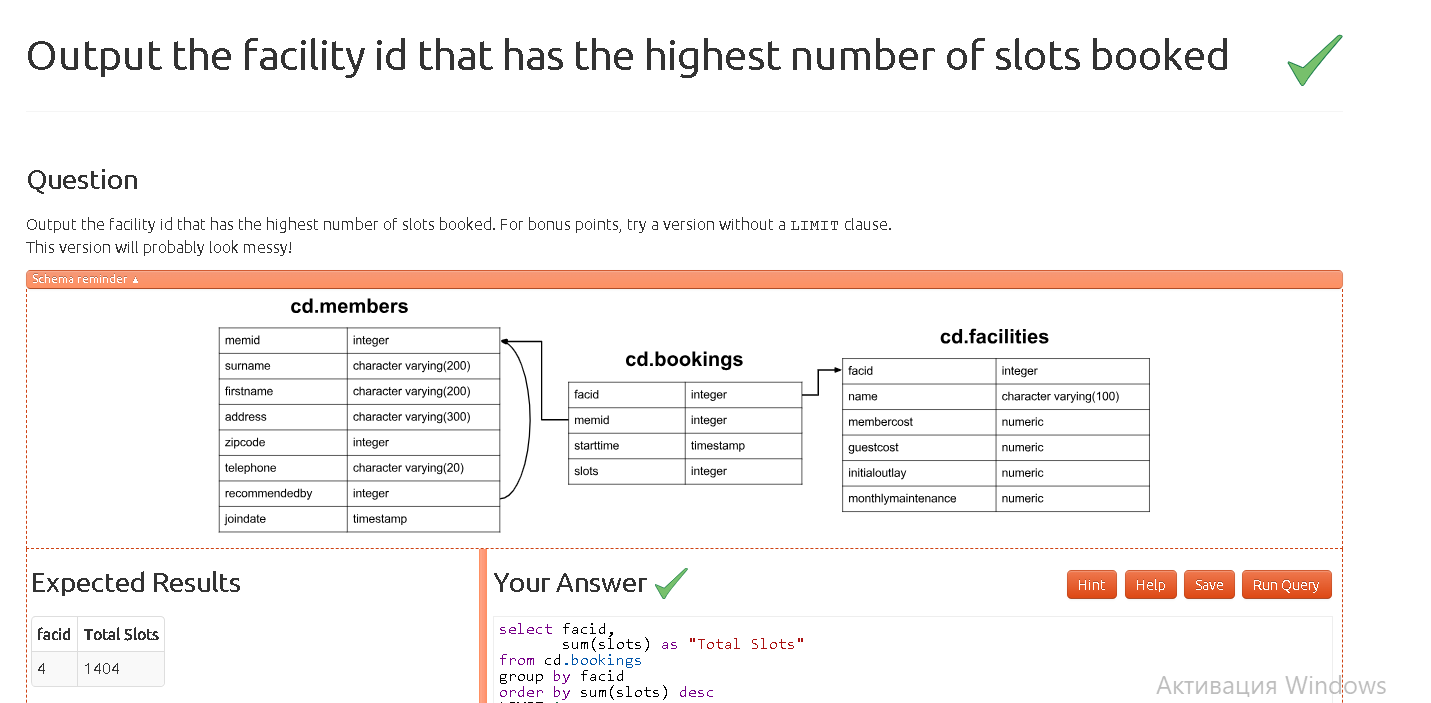 Output the facility id that has the highest number of slots booked
Question
Output the facility id that has the highest number of slots booked. For bonus points, try a version without a LIMIT clause.
This version will probably look messy!
Schema reminder ▲
cd.members
memid integer
surname character varying(200)
firstname character varying(200)
address character varying(300)
zipcode integer
telephone character varying(20)
recommendedby integer
joindate timestamp
cd.bookings
facid integer
memid integer
starttime timestamp
slots integer
cd.facilities
facid integer
name character varying(100)
membercost numeric
guestcost numeric
initialoutlay numeric
monthlymaintenance numeric
Expected Results
facid Total Slots
4 1404
Your Answer
Hint Help Save Run Query
select facid,
sum(slots) as "Total Slots"
from cd.bookings
group by facid
order by sum(slots) desc
Активация Windows